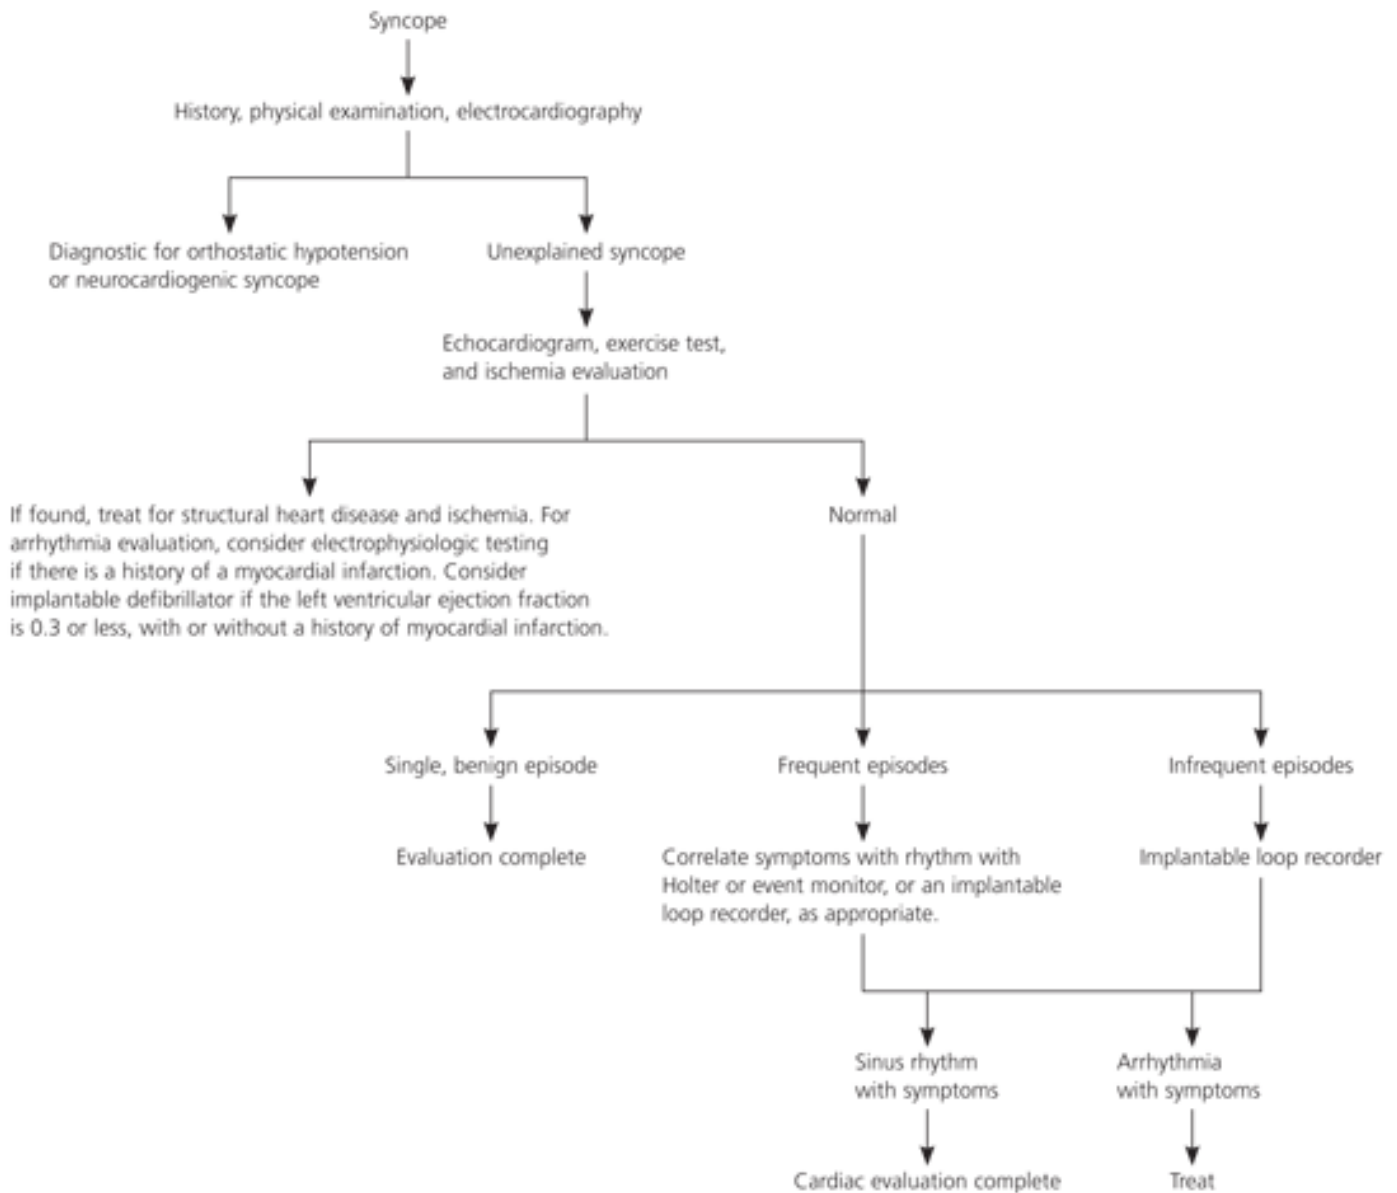 Syncope
History, physical examination, electrocardiography
Diagnostic for orthostatic hypotension
or neurocardiogenic syncope
Unexplained syncope
Echocardiogram, exercise test,
and ischemia evaluation
If found, treat for structural heart disease and ischemia. For
arrhythmia evaluation, consider electrophysiologic testing
if there is a history of a myocardial infarction. Consider
implantable defibrillator if the left ventricular ejection fraction
is 0.3 or less, with or without a history of myocardial infarction.
Normal
Single, benign episode
Frequent episodes
Infrequent episodes
Evaluation complete
Correlate symptoms with rhythm with
Holter or event monitor, or an implantable
loop recorder, as appropriate.
Implantable loop recorder
Sinus rhythm
with symptoms
Arrhythmia
with symptoms
Cardiac evaluation complete
Treat